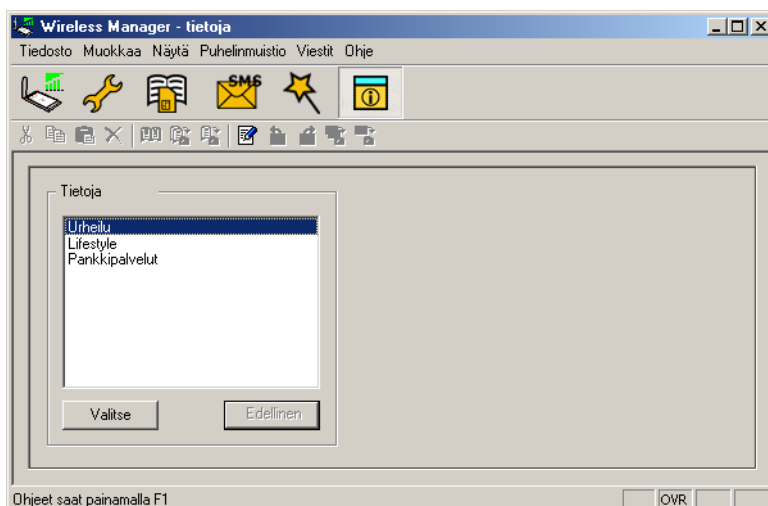 Wireless Manager - tietoja
Tiedosto Muokkaa Näytä Puhelinmuistio Viestit Ohje
SMS
Tietoja
Urheilu
Lifestyle
Pankkipalvelut
Valitse Edellinen
Ohjeet saat painamalla F1 OVR